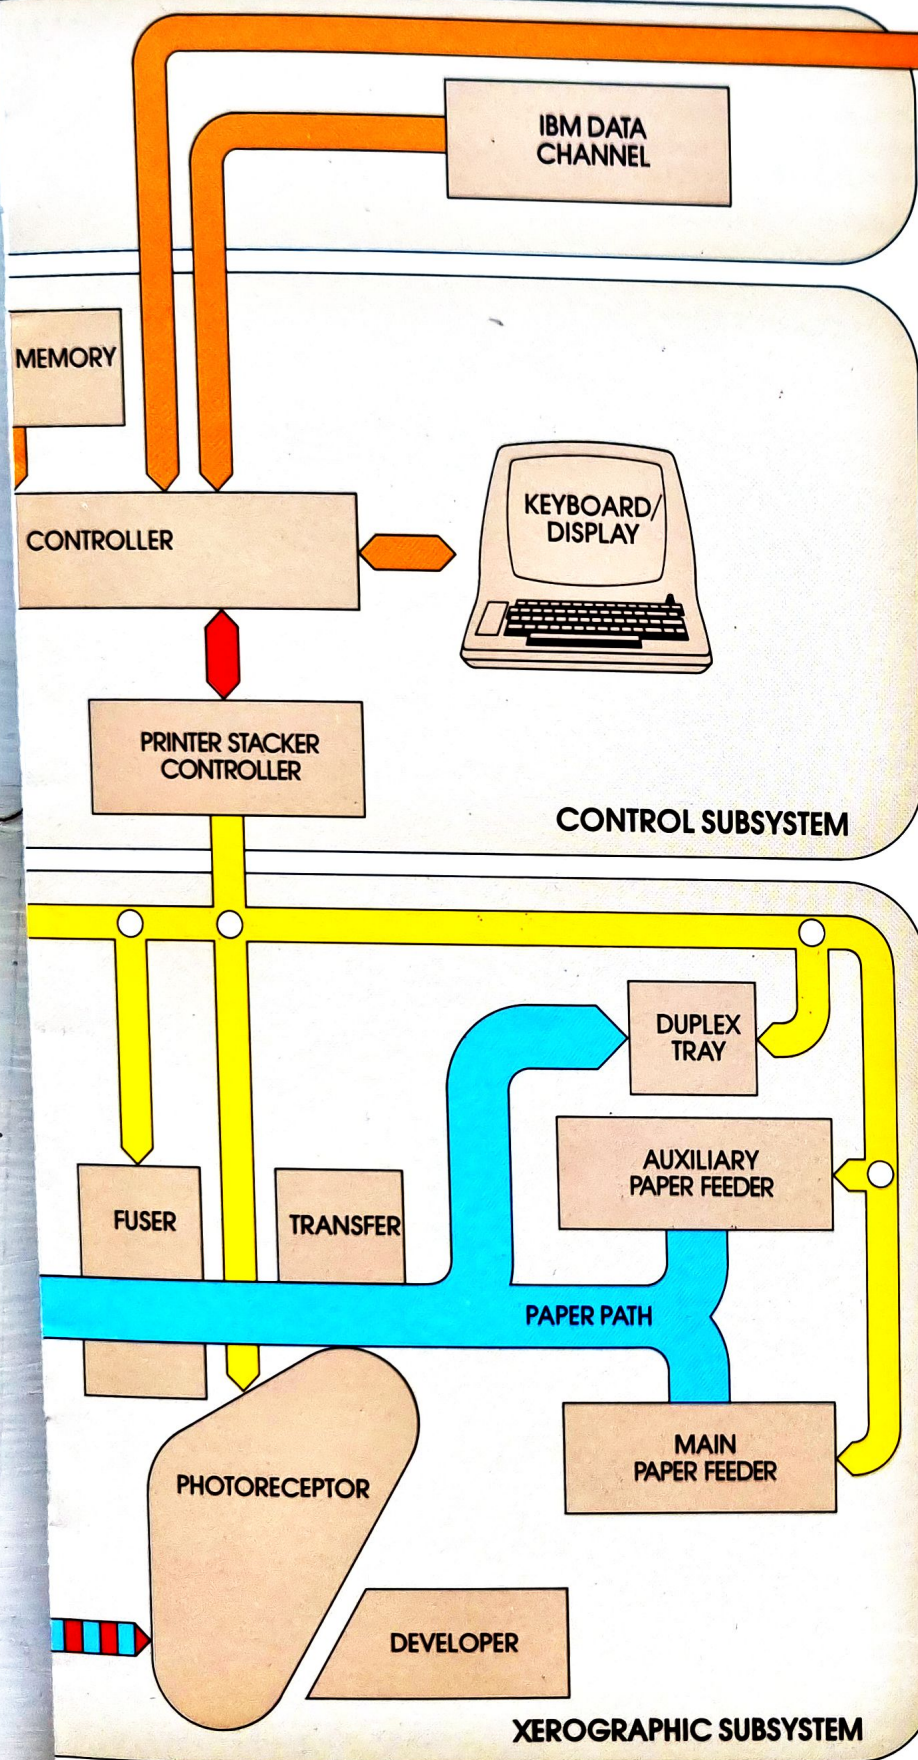 IBM DATA
CHANNEL
MEMORY
KEYBOARD/
DISPLAY
CONTROLLER
PRINTER STACKER
CONTROLLER
CONTROL SUBSYSTEM
DUPLEX
TRAY
AUXILIARY
PAPER FEEDER
FUSER
TRANSFER
PAPER PATH
MAIN
PAPER FEEDER
PHOTORECEPTOR
DEVELOPER
XEROGRAPHIC SUBSYSTEM